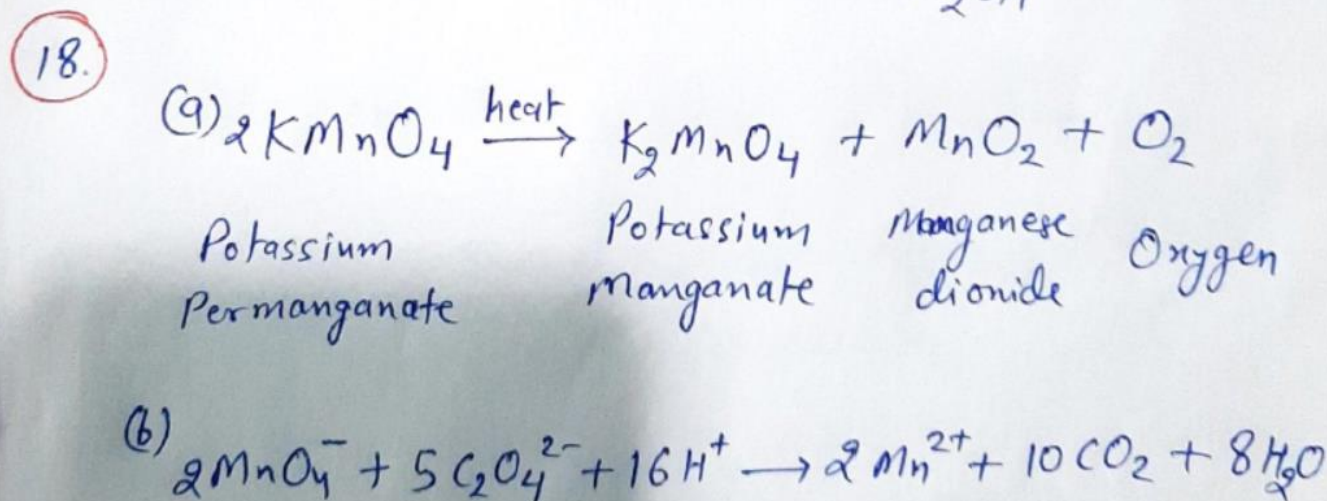 18.
(a) 2KMnO₄ heat → K₂MnO₄ + MnO₂ + O₂
Potassium Permanganate Potassium manganate Manganese dioxide Oxygen
(b) 2MnO₄⁻ + 5C₂O₄²⁻ + 16H⁺ → 2Mn²⁺ + 10CO₂ + 8H₂O